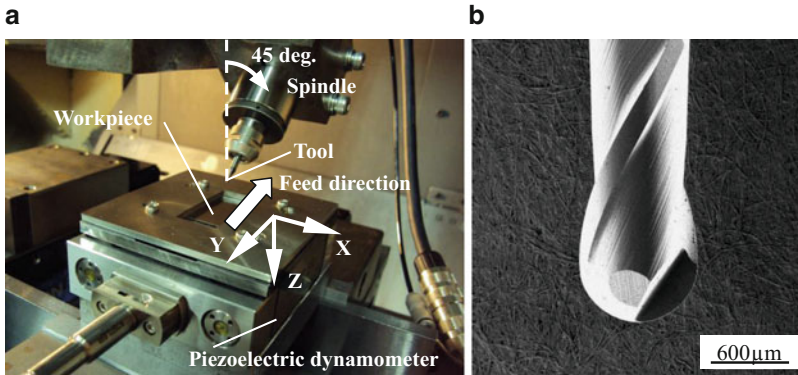 a
45 deg.
Spindle
Workpiece
Tool
Feed direction
Y
X
Z
Piezoelectric dynamometer
b
600µm